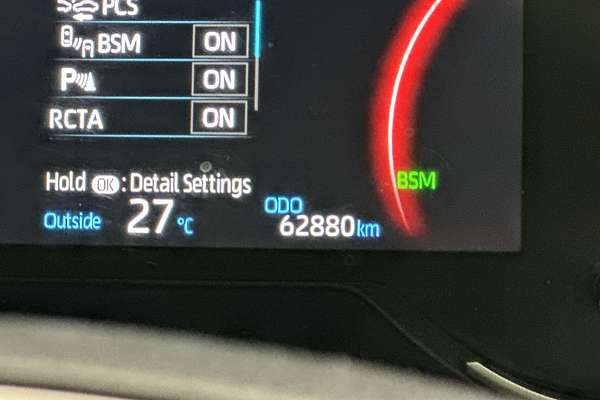 PCS
BSM ON
P ON
RCTA ON
Hold OK : Detail Settings
BSM
Outside 27 °C
ODO
62880 km